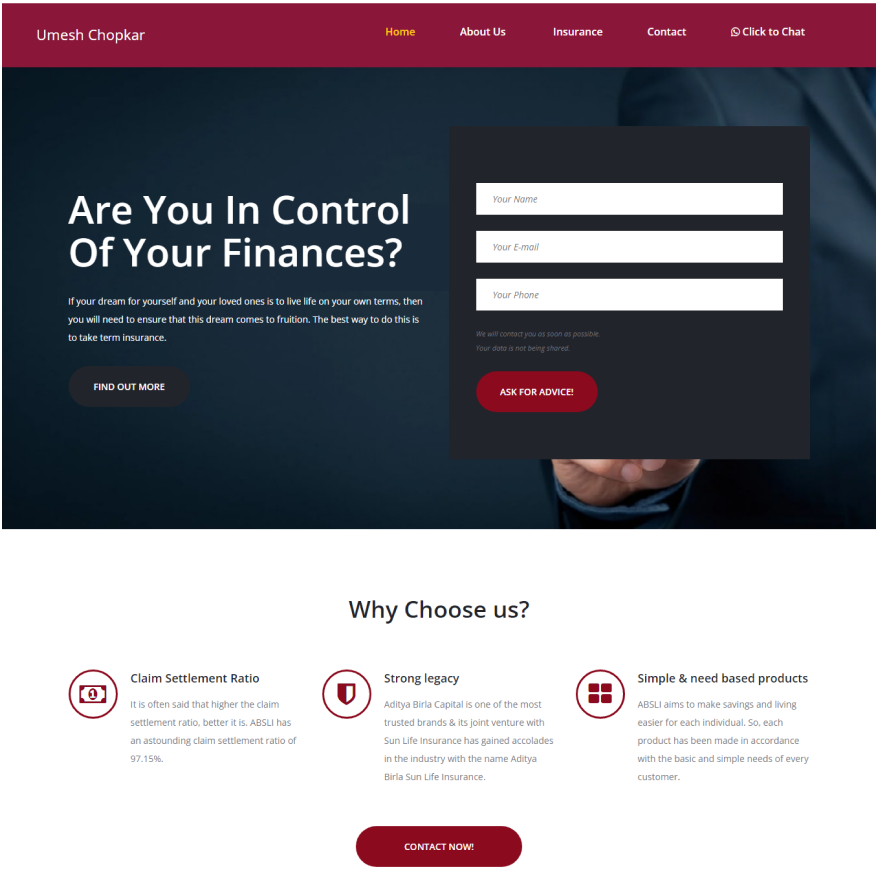 Umesh Chopkar
Home
About Us
Insurance
Contact
Click to Chat
Are You In Control
Of Your Finances?
If your dream for yourself and your loved ones is to live life on your own terms, then
you will need to ensure that this dream comes to fruition. The best way to do this is
to take term insurance.
FIND OUT MORE
Your Name
Your E-mail
Your Phone
We will contact you as soon as possible.
Your data is not being shared.
ASK FOR ADVICE!
Why Choose us?
Claim Settlement Ratio
It is often said that higher the claim
settlement ratio, better it is. ABSLI has
an astounding claim settlement ratio of
97.15%.
Strong legacy
Aditya Birla Capital is one of the most
trusted brands & its joint venture with
Sun Life Insurance has gained accolades
in the industry with the name Aditya
Birla Sun Life Insurance.
Simple & need based products
ABSLI aims to make savings and living
easier for each individual. So, each
product has been made in accordance
with the basic and simple needs of every
customer.
CONTACT NOW!